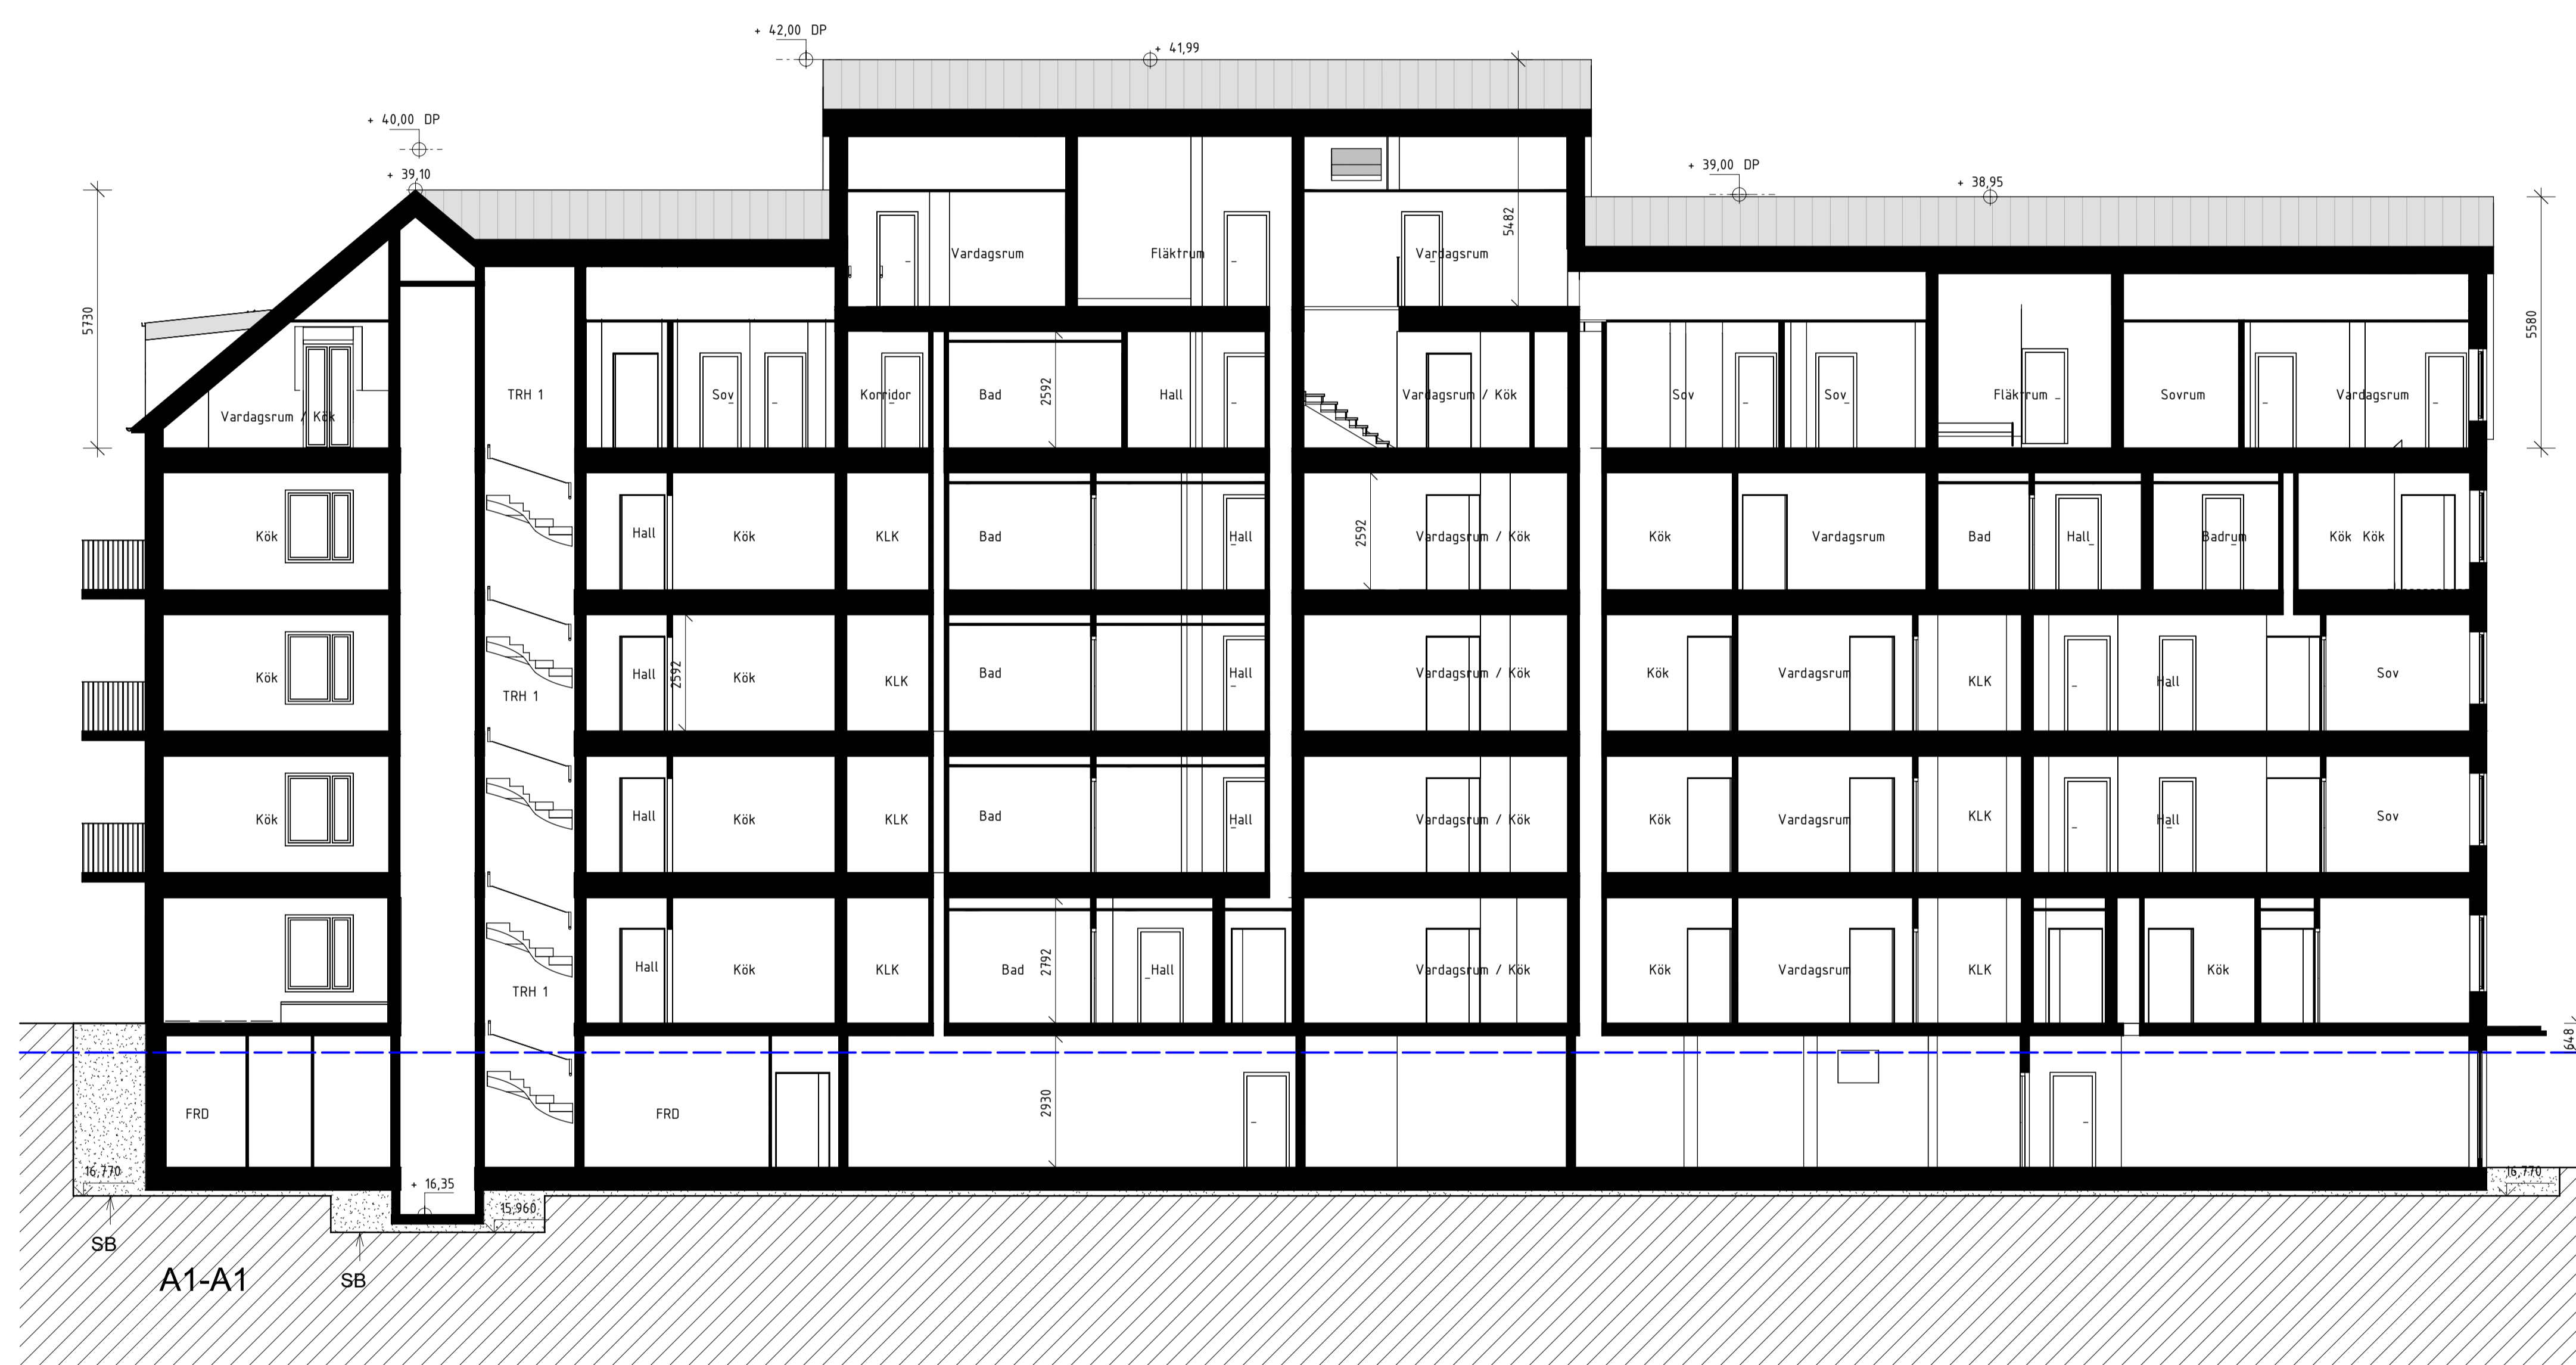 + 42,00 DP
+ 41,99
+ 40,00 DP
+ 39,10
+ 39,00 DP
+ 38,95
5730
5482
5580
Vardagsrum
Fläktrum
Vardagsrum
Vardagsrum / Kök
TRH 1
Sov
Korridor
Bad
2592
Hall
Vardagsrum / Kök
Sov
Sov
Fläktrum
Sovrum
Vardagsrum
Kök
Hall
Kök
KLK
Bad
Hall
2592
Vardagsrum / Kök
Kök
Vardagsrum
Bad
Hall
Badrum
Kök
Kök
Kök
TRH 1
Hall
2592
Kök
KLK
Bad
Hall
Vardagsrum / Kök
Kök
Vardagsrum
KLK
Hall
Sov
Kök
Hall
Kök
KLK
Bad
Hall
Vardagsrum / Kök
Kök
Vardagsrum
KLK
Hall
Sov
TRH 1
Hall
Kök
KLK
Bad
2792
Hall
Vardagsrum / Kök
Kök
Vardagsrum
KLK
Kök
648
FRD
FRD
2930
16,770
+ 16,35
15,960
16,770
SB
SB
A1-A1